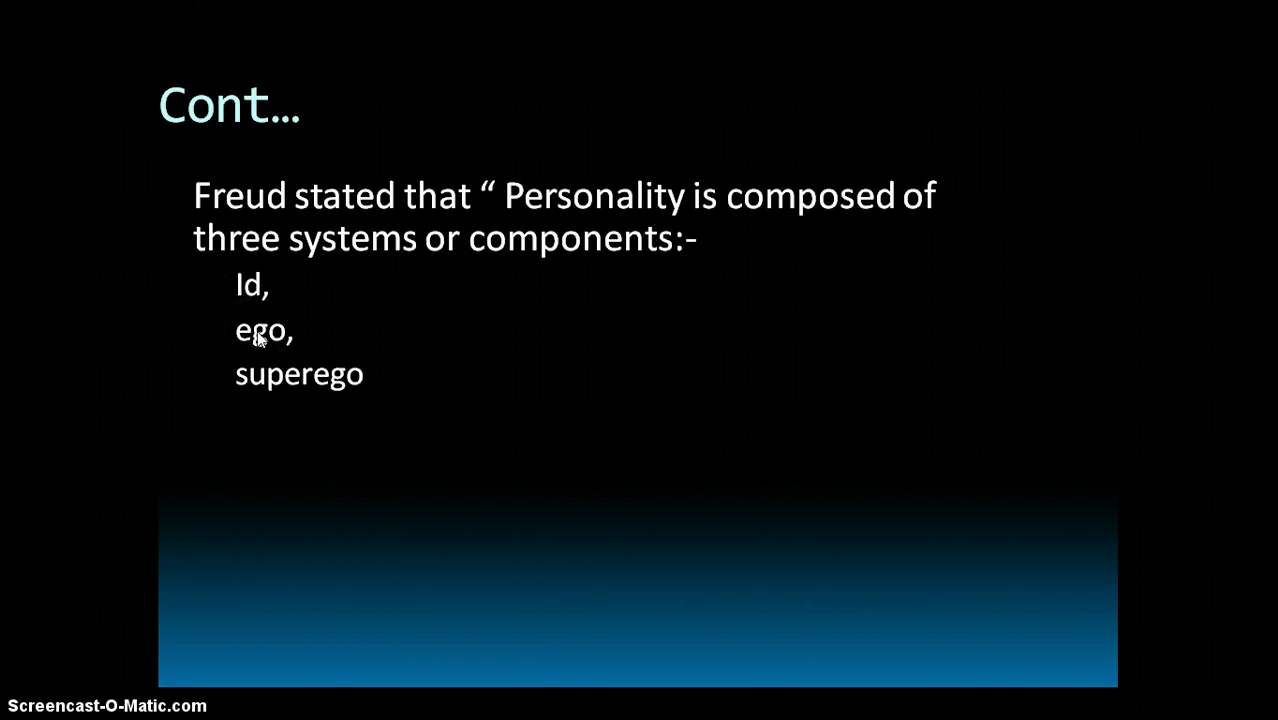 Cont…
Freud stated that “ Personality is composed of
three systems or components:-
Id,
ego,
superego
Screencast-O-Matic.com